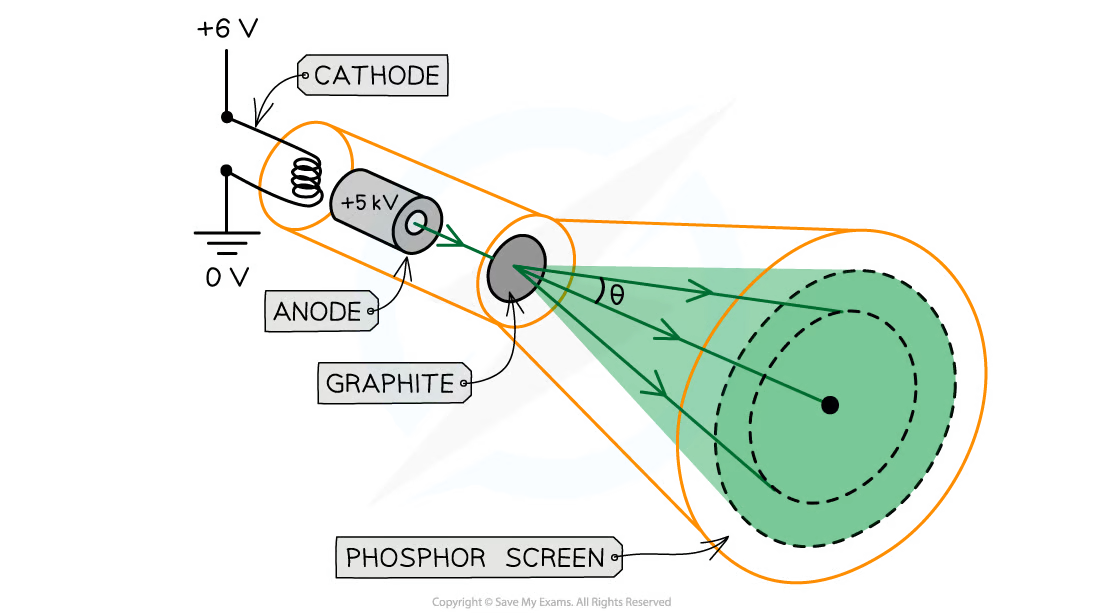 +6 V
CATHODE
+5 kV
0 V
ANODE
θ
GRAPHITE
PHOSPHOR SCREEN
Copyright © Save My Exams. All Rights Reserved